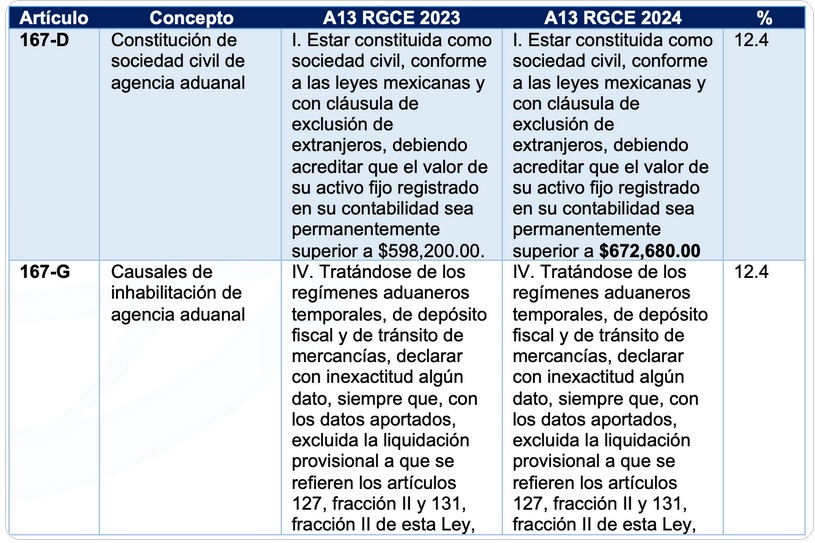 Artículo Concepto A13 RGCE 2023 A13 RGCE 2024 %
167-D
Constitución de
sociedad civil de
agencia aduanal
I. Estar constituida como
sociedad civil, conforme
a las leyes mexicanas y
con cláusula de
exclusión de
extranjeros, debiendo
acreditar que el valor de
su activo fijo registrado
en su contabilidad sea
permanentemente
superior a $598,200.00.
I. Estar constituida como
sociedad civil, conforme
a las leyes mexicanas y
con cláusula de
exclusión de
extranjeros, debiendo
acreditar que el valor de
su activo fijo registrado
en su contabilidad sea
permanentemente
superior a $672,680.00
12.4
167-G
Causales de
inhabilitación de
agencia aduanal
IV. Tratándose de los
regímenes aduaneros
temporales, de depósito
fiscal y de tránsito de
mercancías, declarar
con inexactitud algún
dato, siempre que, con
los datos aportados,
excluida la liquidación
provisional a que se
refieren los artículos
127, fracción II y 131,
fracción II de esta Ley,
IV. Tratándose de los
regímenes aduaneros
temporales, de depósito
fiscal y de tránsito de
mercancías, declarar
con inexactitud algún
dato, siempre que, con
los datos aportados,
excluida la liquidación
provisional a que se
refieren los artículos
127, fracción II y 131,
fracción II de esta Ley,
12.4